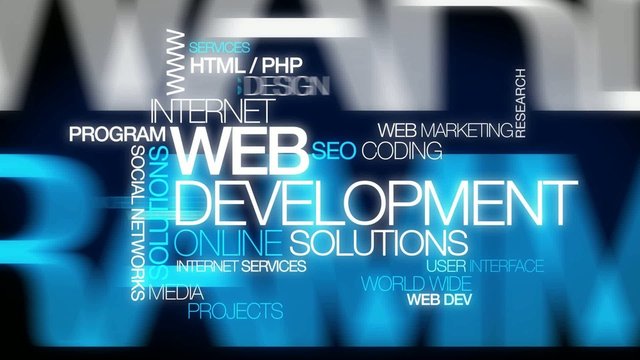 WWW
SERVICES
HTML / PHP
DESIGN
INTERNET
RESEARCH
PROGRAM
WEB
SEO CODING
WEB MARKETING
SOCIAL NETWORKS
SOLUTIONS
DEVELOPMENT
ONLINE SOLUTIONS
INTERNET SERVICES
USER INTERFACE
MEDIA
WORLD WIDE
PROJECTS
WEB DEV